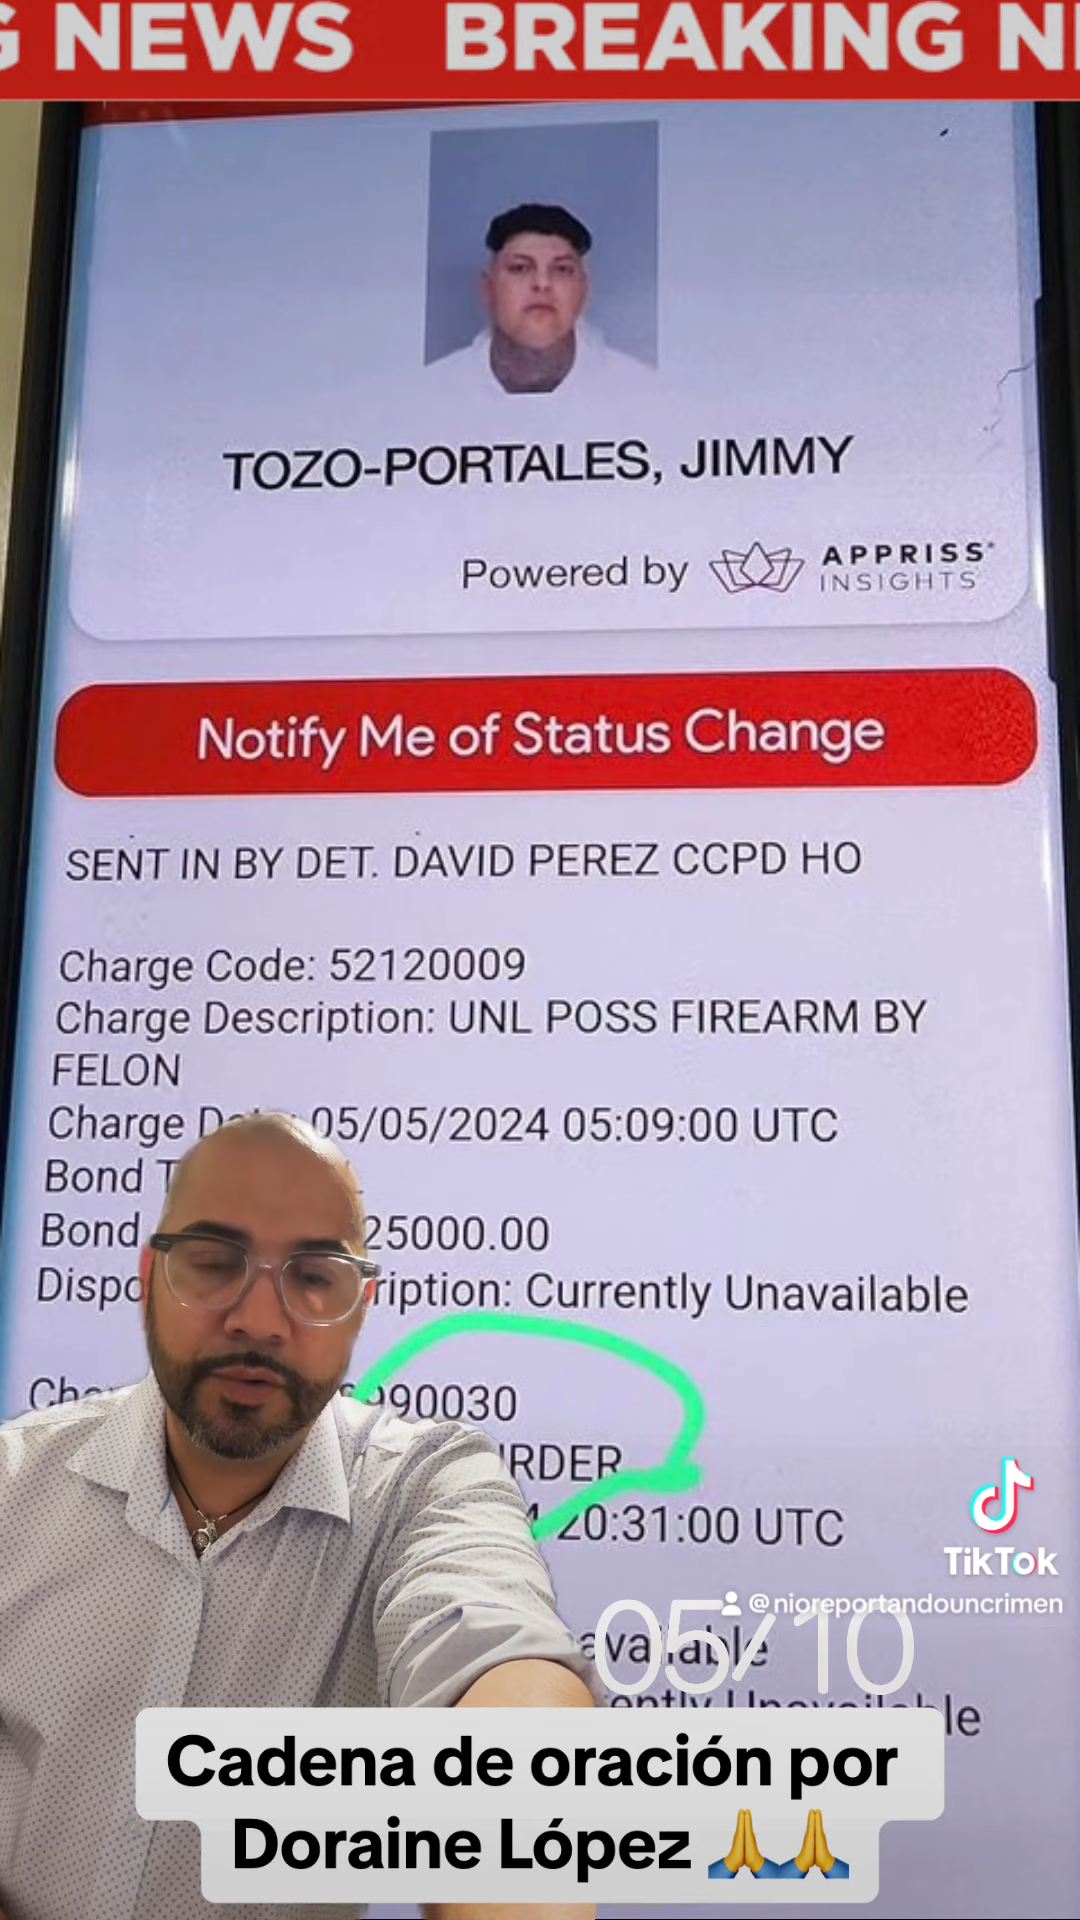 NEWS BREAKING
TOZO-PORTALES, JIMMY
Powered by APPRISS
INSIGHTS
Notify Me of Status Change
SENT IN BY DET. DAVID PEREZ CCPD HO
Charge Code: 52120009
Charge Description: UNL POSS FIREARM BY
FELON
Charge 05/05/2024 05:09:00 UTC
Bond
Bond 25000.00
Currently Unavailable
990030
20:31:00 UTC
TikTok
@nioreportandouncrimen
05/10
Cadena de oración por
Doraine López 🙏🙏